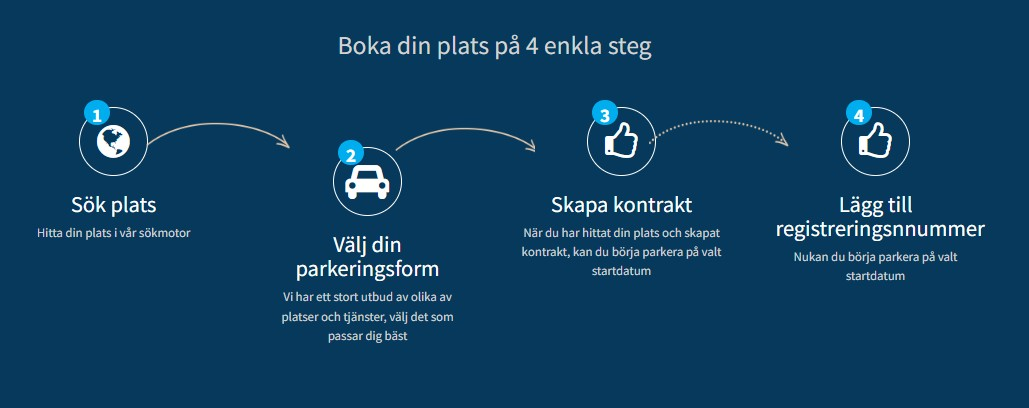 Boka din plats på 4 enkla steg
1
Sök plats
Hitta din plats i vår sökmotor
2
Välj din
parkeringsform
Vi har ett stort utbud av olika av
platser och tjänster, välj det som
passar dig bäst
3
Skapa kontrakt
När du har hittat din plats och skapat
kontrakt, kan du börja parkera på valt
startdatum
4
Lägg till
registreringsnnummer
Nukan du börja parkera på valt
startdatum